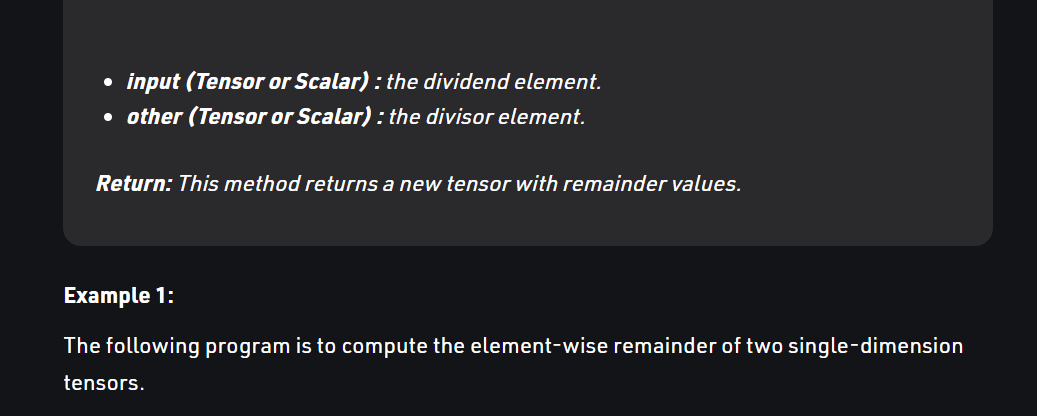 input (Tensor or Scalar) : the dividend element.
other (Tensor or Scalar) : the divisor element.
Return: This method returns a new tensor with remainder values.
Example 1:
The following program is to compute the element-wise remainder of two single-dimension
tensors.